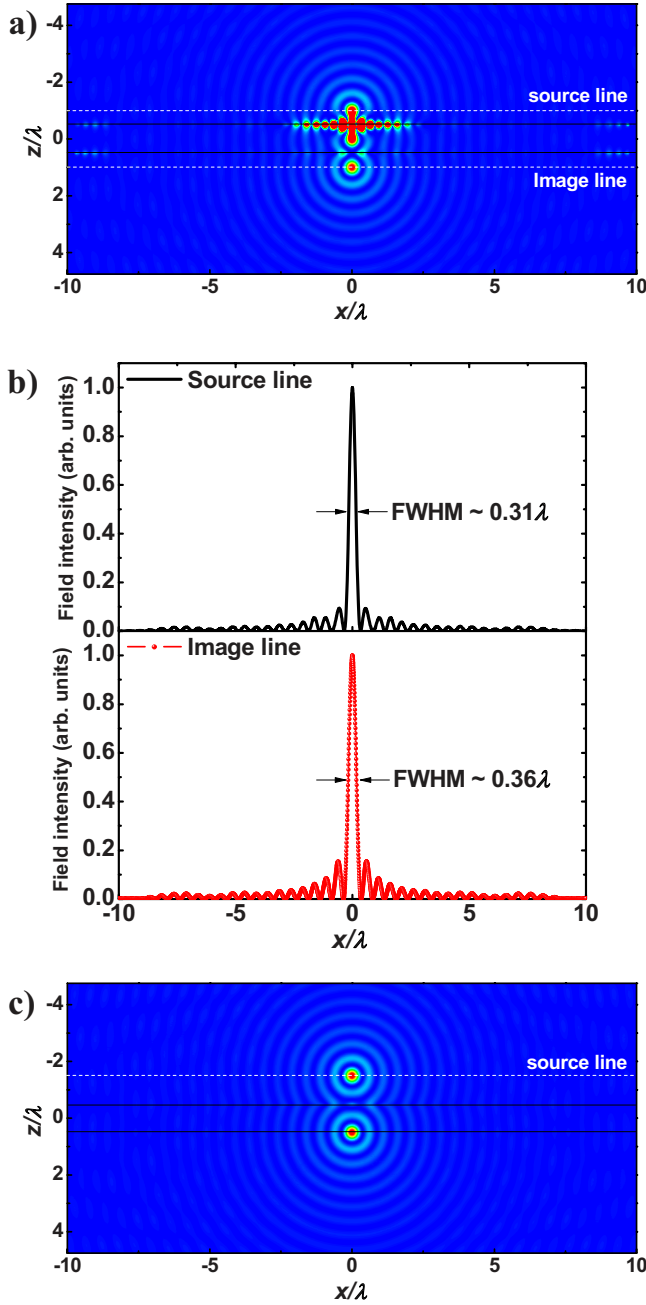 a)
-4
-2
0
2
4
z/λ
source line
Image line
-10
-5
0
5
10
x/λ
b)
Source line
1.0
0.8
0.6
0.4
0.2
0.0
Field intensity (arb. units)
FWHM ~ 0.31λ
Image line
1.0
0.8
0.6
0.4
0.2
0.0
Field intensity (arb. units)
FWHM ~ 0.36λ
-10
-5
0
5
10
x/λ
c)
-4
-2
0
2
4
z/λ
source line
-10
-5
0
5
10
x/λ